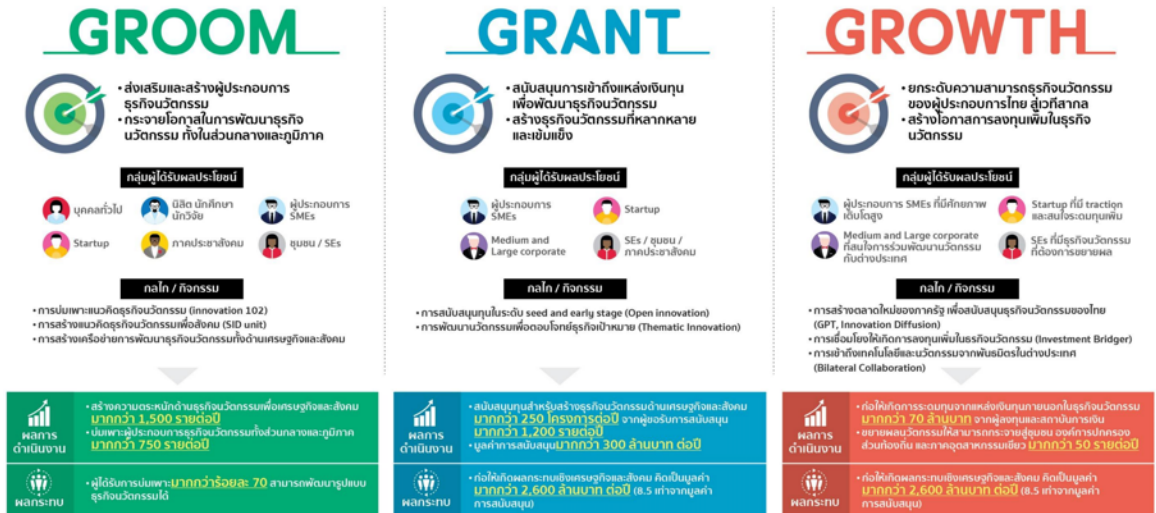 GROOM
• ส่งเสริมและสร้างผู้ประกอบการ
ธุรกิจนวัตกรรม
• กระจายโอกาสในการพัฒนาธุรกิจ
นวัตกรรม ทั้งในส่วนกลางและภูมิภาค
กลุ่มผู้ได้รับผลประโยชน์
บุคคลทั่วไป
นิสิต นักศึกษา
นักวิจัย
ผู้ประกอบการ
SMEs
Startup
ภาคประชาสังคม
ชุมชน / SEs
กลไก / กิจกรรม
• การบ่มเพาะแนวคิดธุรกิจนวัตกรรม (innovation 102)
• การสร้างแนวคิดธุรกิจนวัตกรรมเพื่อสังคม (SID unit)
• การสร้างเครือข่ายการพัฒนาธุรกิจนวัตกรรมทั้งด้านเศรษฐกิจและสังคม
ผลการ
ดำเนินงาน
• สร้างความตระหนักด้านธุรกิจนวัตกรรมเพื่อเศรษฐกิจและสังคม
มากกว่า 1,500 รายต่อปี
• บ่มเพาะผู้ประกอบการธุรกิจนวัตกรรมทั้งส่วนกลางและภูมิภาค
มากกว่า 750 รายต่อปี
ผลกระทบ
• ผู้ได้รับการบ่มเพาะมากกว่าร้อยละ 70 สามารถพัฒนารูปแบบ
ธุรกิจนวัตกรรมได้
GRANT
• สนับสนุนการเข้าถึงแหล่งเงินทุน
เพื่อพัฒนาธุรกิจนวัตกรรม
• สร้างธุรกิจนวัตกรรมที่หลากหลาย
และเข้มแข็ง
กลุ่มผู้ได้รับผลประโยชน์
ผู้ประกอบการ
SMEs
Startup
Medium and
Large corporate
SEs / ชุมชน /
ภาคประชาสังคม
กลไก / กิจกรรม
• การสนับสนุนทุนในระดับ seed and early stage (Open innovation)
• การพัฒนานวัตกรรมเพื่อตอบโจทย์ธุรกิจเป้าหมาย (Thematic Innovation)
ผลการ
ดำเนินงาน
• สนับสนุนทุนสำหรับสร้างธุรกิจนวัตกรรมด้านเศรษฐกิจและสังคม
มากกว่า 250 โครงการต่อปี จากผู้ขอรับการสนับสนุน
มากกว่า 1,200 รายต่อปี
• มูลค่าการสนับสนุนมากกว่า 300 ล้านบาท ต่อปี
ผลกระทบ
• ก่อให้เกิดผลกระทบเชิงเศรษฐกิจและสังคม คิดเป็นมูลค่า
มากกว่า 2,600 ล้านบาท ต่อปี (8.5 เท่าจากมูลค่า
การสนับสนุน)
GROWTH
• ยกระดับความสามารถธุรกิจนวัตกรรม
ของผู้ประกอบการไทย สู่เวทีสากล
• สร้างโอกาสการลงทุนเพิ่มในธุรกิจ
นวัตกรรม
กลุ่มผู้ได้รับผลประโยชน์
ผู้ประกอบการ SMEs ที่มีศักยภาพ
เติบโตสูง
Startup ที่มี traction
และสนใจระดมทุนเพิ่ม
Medium and Large corporate
ที่สนใจการร่วมพัฒนานวัตกรรม
กับต่างประเทศ
SEs ที่มีธุรกิจนวัตกรรม
ที่ต้องการขยายผล
กลไก / กิจกรรม
• การสร้างตลาดใหม่ของภาครัฐ เพื่อสนับสนุนธุรกิจนวัตกรรมของไทย
(GPT, Innovation Diffusion)
• การเชื่อมโยงให้เกิดการลงทุนเพิ่มในธุรกิจนวัตกรรม (Investment Bridger)
• การเข้าถึงเทคโนโลยีและนวัตกรรมจากพันธมิตรในต่างประเทศ
(Bilateral Collaboration)
ผลการ
ดำเนินงาน
• ก่อให้เกิดการระดมทุนจากแหล่งเงินทุนภายนอกในธุรกิจนวัตกรรม
มากกว่า 70 ล้านบาท จากผู้ลงทุนและสถาบันการเงิน
• ขยายผลนวัตกรรมให้สามารถกระจายสู่ชุมชน องค์การปกครอง
ส่วนท้องถิ่น และภาคอุตสาหกรรมเขียว มากกว่า 50 รายต่อปี
ผลกระทบ
• ก่อให้เกิดผลกระทบเชิงเศรษฐกิจและสังคม คิดเป็นมูลค่า
มากกว่า 2,600 ล้านบาท ต่อปี (8.5 เท่าจากมูลค่า
การสนับสนุน)